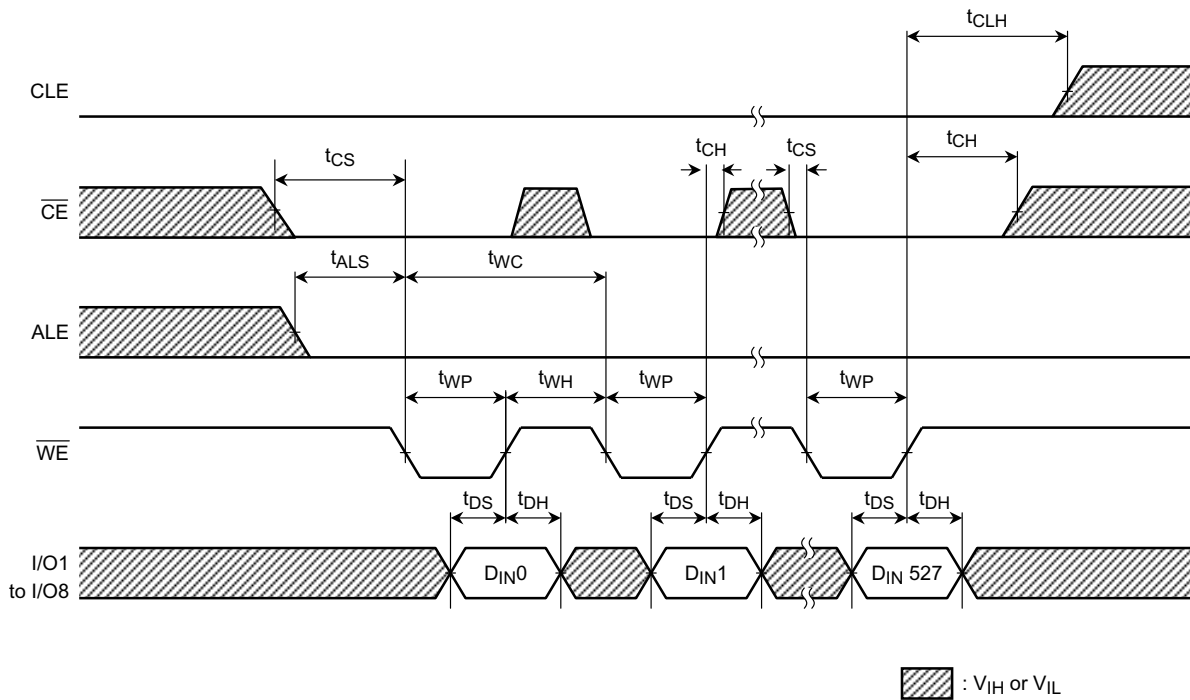 tCLH
CLE
tCS tCH tCS tCH
CE
tALS tWC
ALE
tWP tWH tWP tWP
WE
tDS tDH tDS tDH tDS tDH
I/O1
to I/O8
DIN0 DIN1 DIN 527
: VIH or VIL